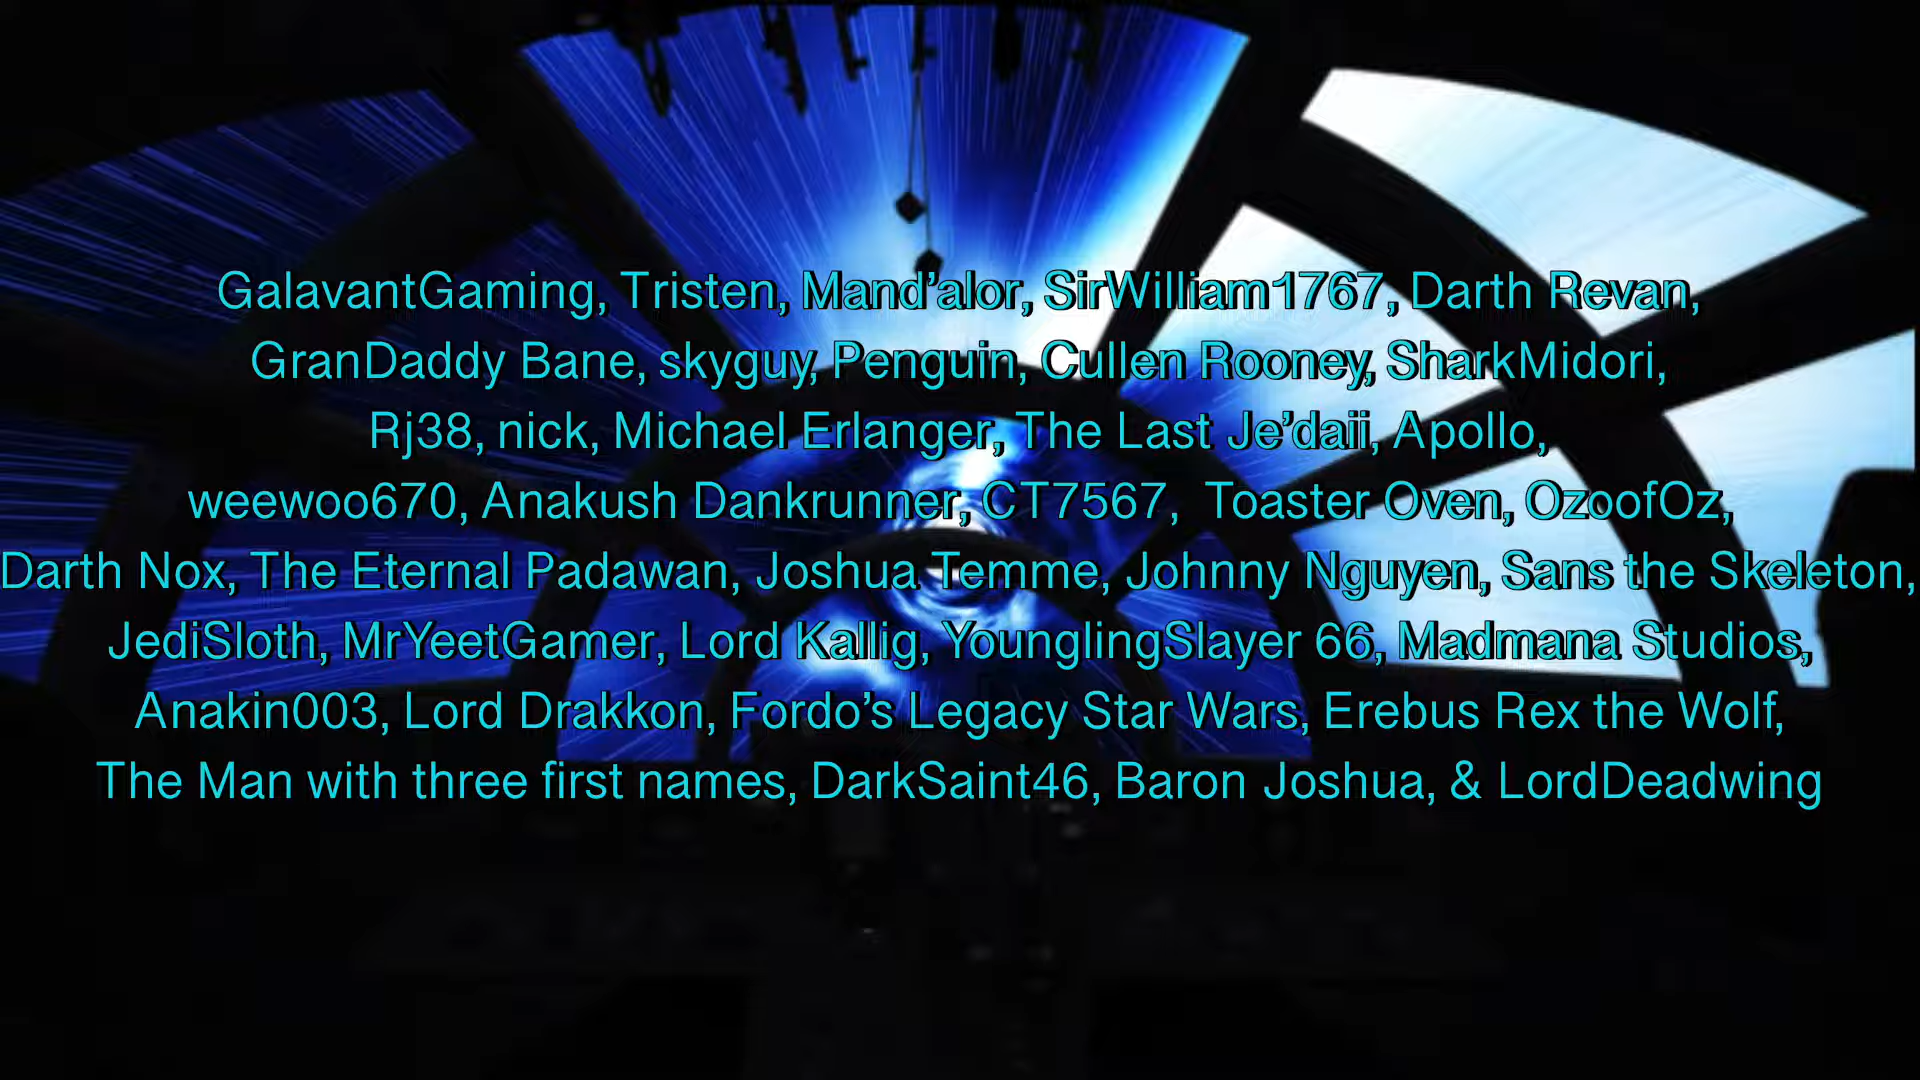 GalavantGaming, Tristen, Mand’alor, SirWilliam1767, Darth Revan,
GranDaddy Bane, skyguy, Penguin, Cullen Rooney, SharkMidori,
Rj38, nick, Michael Erlanger, The Last Je’daii, Apollo,
weewoo670, Anakush Dankrunner, CT7567, Toaster Oven, OzoofOz,
Darth Nox, The Eternal Padawan, Joshua Temme, Johnny Nguyen, Sans the Skeleton,
JediSloth, MrYeetGamer, Lord Kallig, YounglingSlayer 66, Madmana Studios,
Anakin003, Lord Drakkon, Fordo’s Legacy Star Wars, Erebus Rex the Wolf,
The Man with three first names, DarkSaint46, Baron Joshua, & LordDeadwing